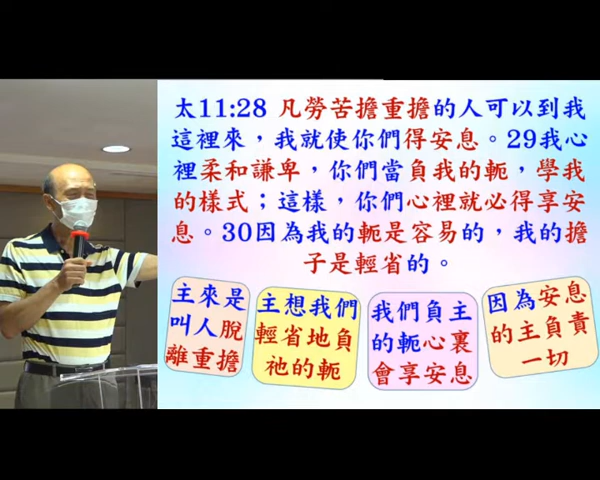 太11:28 凡勞苦擔重擔的人可以到我
這裡來，我就使你們得安息。29我心
裡柔和謙卑，你們當負我的軛，學我
的樣式；這樣，你們心裡就必得享安
息。30因為我的軛是容易的，我的擔
子是輕省的。
主來是
叫人脫
離重擔
主想我們
輕省地負
祂的軛
我們負主
的軛心裏
會享安息
因為安息
的主負責
一切